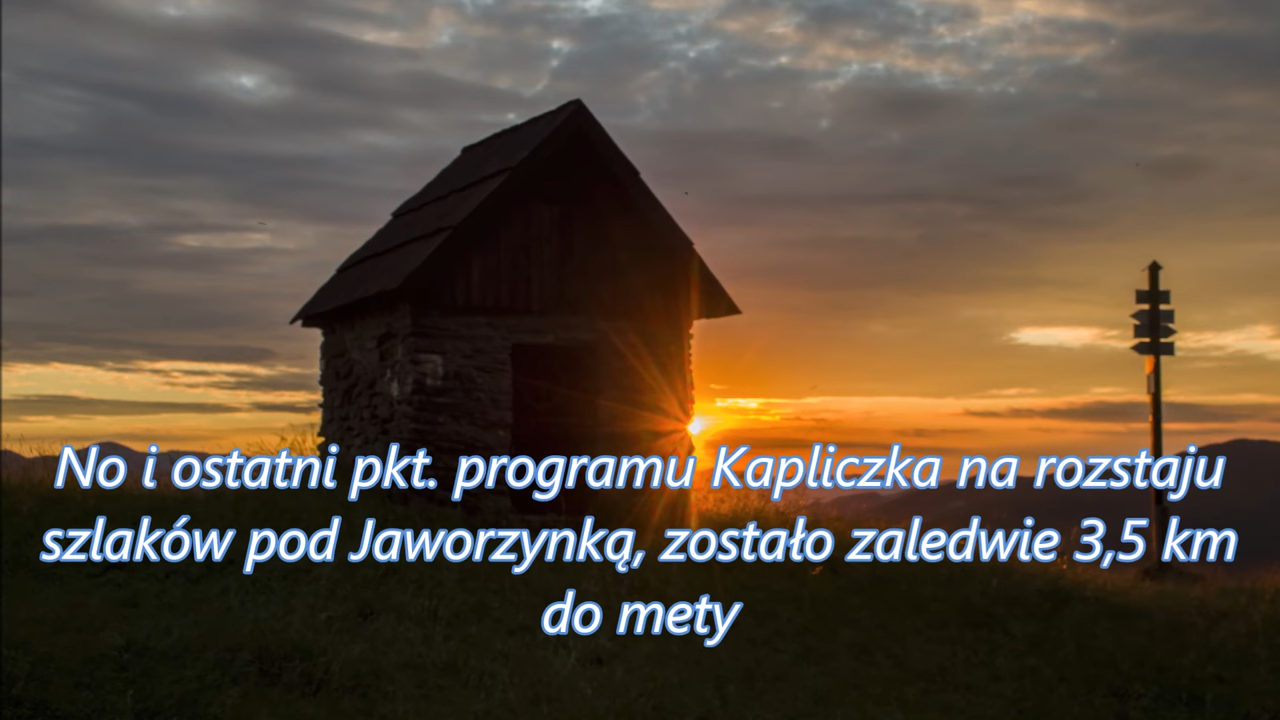 No i ostatni pkt. programu Kapliczka na rozstaju
szlaków pod Jaworzynką, zostało zaledwie 3,5 km
do mety